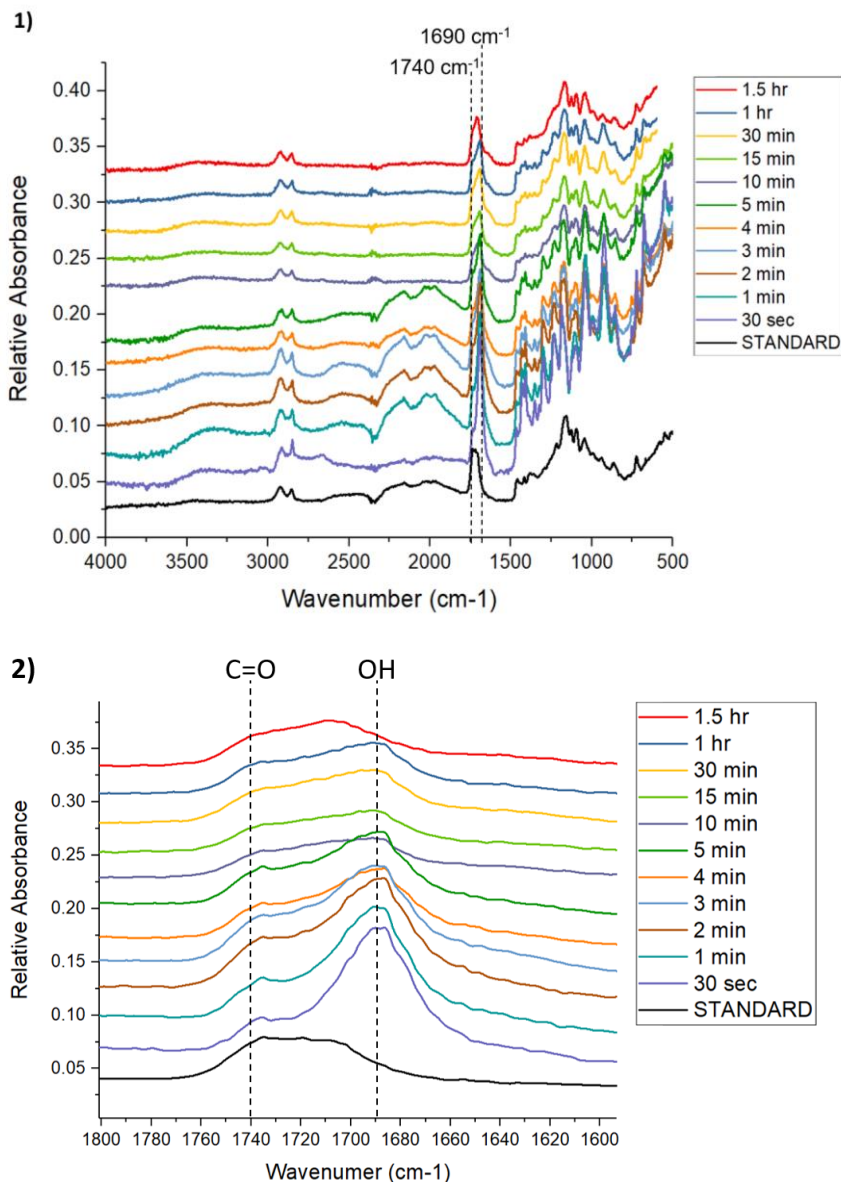 1)
1690 cm-1
1740 cm-1
0.40
0.35
0.30
0.25
0.20
0.15
0.10
0.05
0.00
Relative Absorbance
4000 3500 3000 2500 2000 1500 1000 500
Wavenumber (cm-1)
1.5 hr
1 hr
30 min
15 min
10 min
5 min
4 min
3 min
2 min
1 min
30 sec
STANDARD
2)
C=O OH
0.35
0.30
0.25
0.20
0.15
0.10
0.05
Relative Absorbance
1800 1780 1760 1740 1720 1700 1680 1660 1640 1620 1600
Wavenumer (cm-1)
1.5 hr
1 hr
30 min
15 min
10 min
5 min
4 min
3 min
2 min
1 min
30 sec
STANDARD